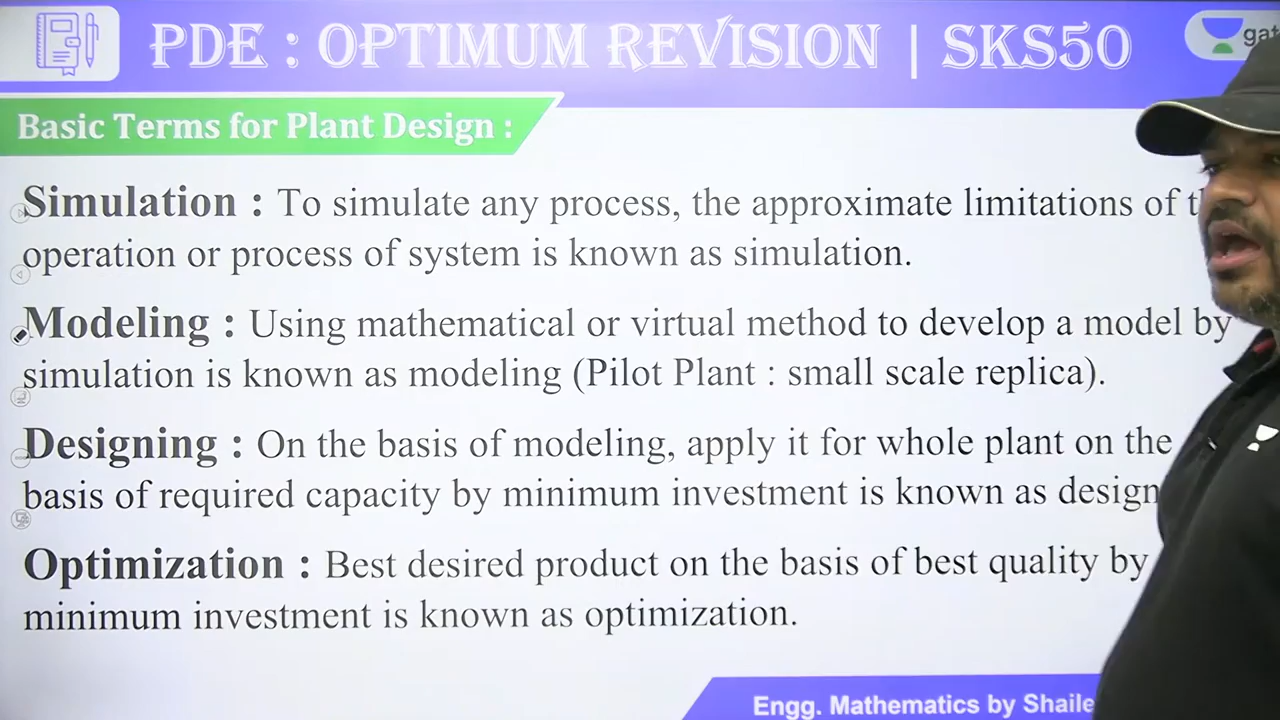 PDE : OPTIMUM REVISION | SKS50
Basic Terms for Plant Design :
Simulation : To simulate any process, the approximate limitations of
operation or process of system is known as simulation.
Modeling : Using mathematical or virtual method to develop a model by
simulation is known as modeling (Pilot Plant : small scale replica).
Designing : On the basis of modeling, apply it for whole plant on the
basis of required capacity by minimum investment is known as
Optimization : Best desired product on the basis of best quality by
minimum investment is known as optimization.
Engg. Mathematics by